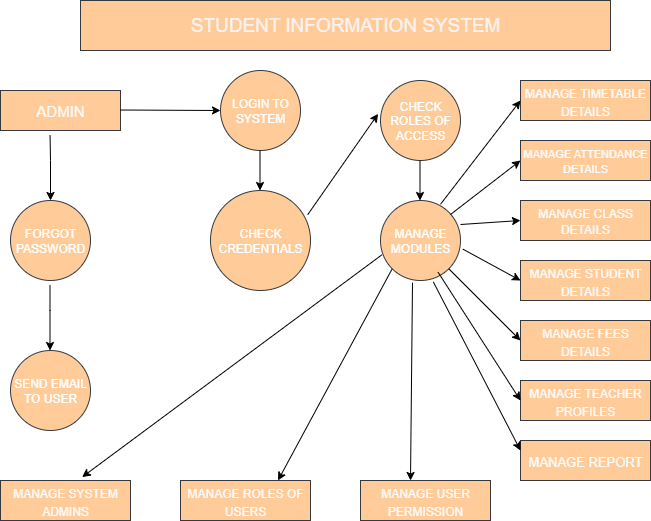 STUDENT INFORMATION SYSTEM
ADMIN
LOGIN TO
SYSTEM
CHECK
ROLES OF
ACCESS
MANAGE TIMETABLE
DETAILS
MANAGE ATTENDANCE
DETAILS
FORGOT
PASSWORD
CHECK
CREDENTIALS
MANAGE
MODULES
MANAGE CLASS
DETAILS
MANAGE STUDENT
DETAILS
MANAGE FEES
DETAILS
SEND EMAIL
TO USER
MANAGE TEACHER
PROFILES
MANAGE REPORT
MANAGE SYSTEM
ADMINS
MANAGE ROLES OF
USERS
MANAGE USER
PERMISSION